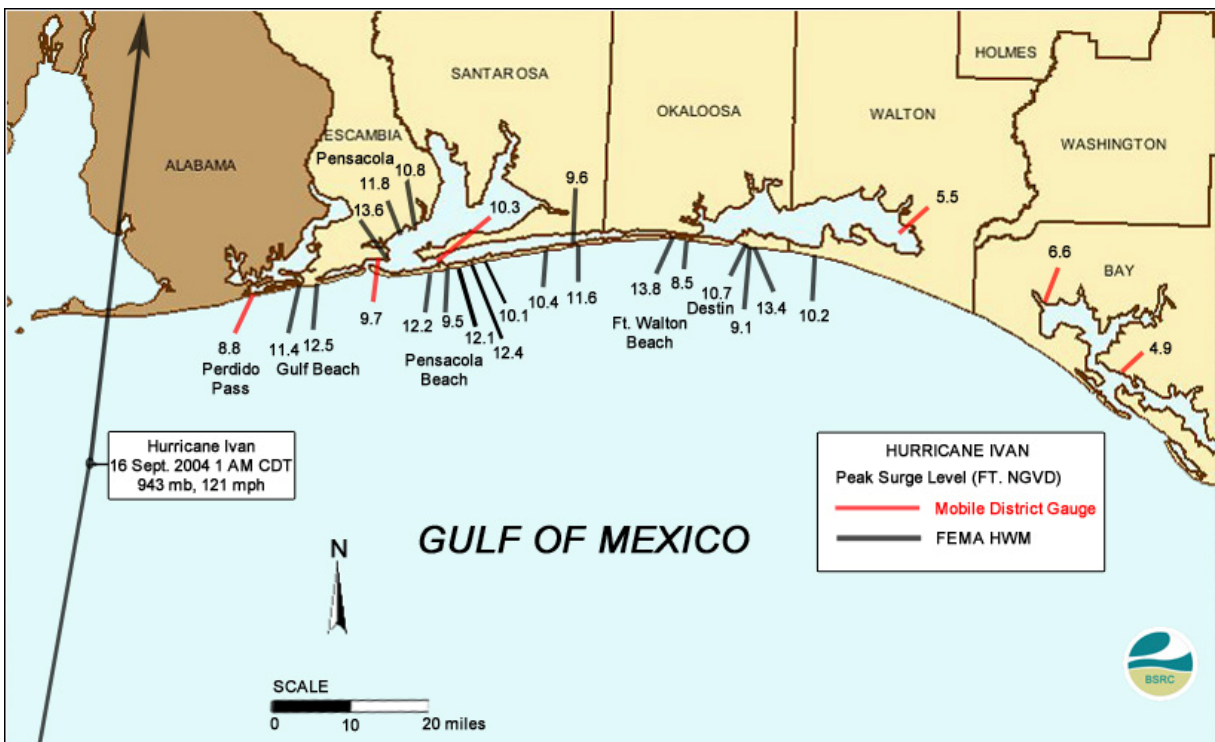 HOLMES
SANTA ROSA
OKALOOSA
WALTON
WASHINGTON
ESCAMBIA
ALABAMA
Pensacola
10.8
11.8
13.6
10.3
9.6
5.5
6.6
BAY
4.9
8.8
Perdido
Pass
11.4
12.5
Gulf Beach
9.7
12.2
9.5
12.1
12.4
10.1
Pensacola
Beach
10.4
11.6
13.8
8.5
Ft. Walton
Beach
10.7
Destin
9.1
13.4
10.2
Hurricane Ivan
16 Sept. 2004 1 AM CDT
943 mb, 121 mph
HURRICANE IVAN
Peak Surge Level (FT. NGVD)
Mobile District Gauge
FEMA HWM
GULF OF MEXICO
N
SCALE
0 10 20 miles
BSRC